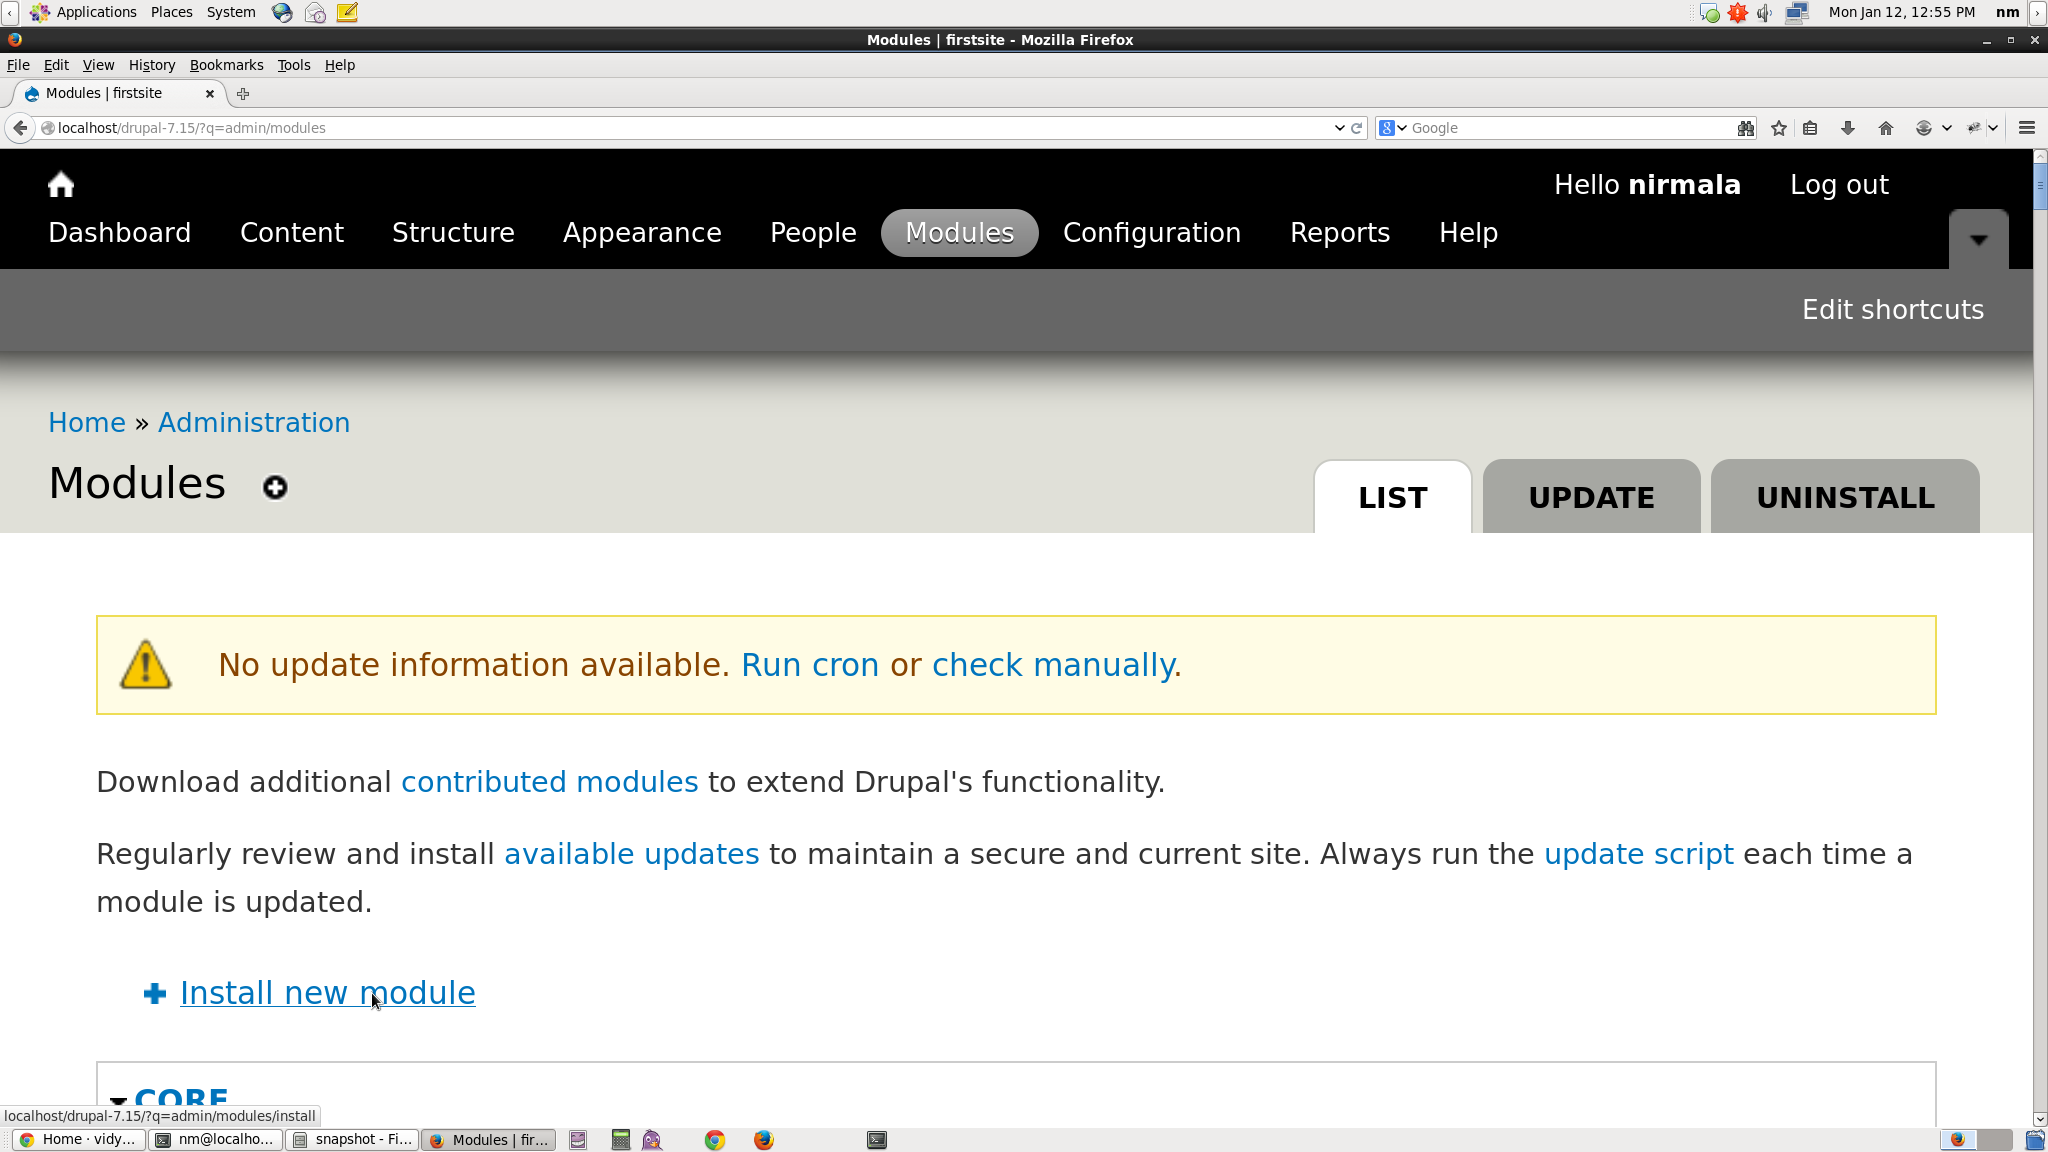 Applications Places System Mon Jan 12, 12:55 PM nm
Modules | firstsite - Mozilla Firefox
File Edit View History Bookmarks Tools Help
Modules | firstsite
localhost/drupal-7.15/?q=admin/modules Google
Hello nirmala Log out
Dashboard Content Structure Appearance People Modules Configuration Reports Help
Edit shortcuts
Home » Administration
Modules LIST UPDATE UNINSTALL
No update information available. Run cron or check manually.
Download additional contributed modules to extend Drupal's functionality.
Regularly review and install available updates to maintain a secure and current site. Always run the update script each time a
module is updated.
Install new module
CORE
localhost/drupal-7.15/?q=admin/modules/install
Home · vidy... nm@localho... snapshot - Fi... Modules | fir...